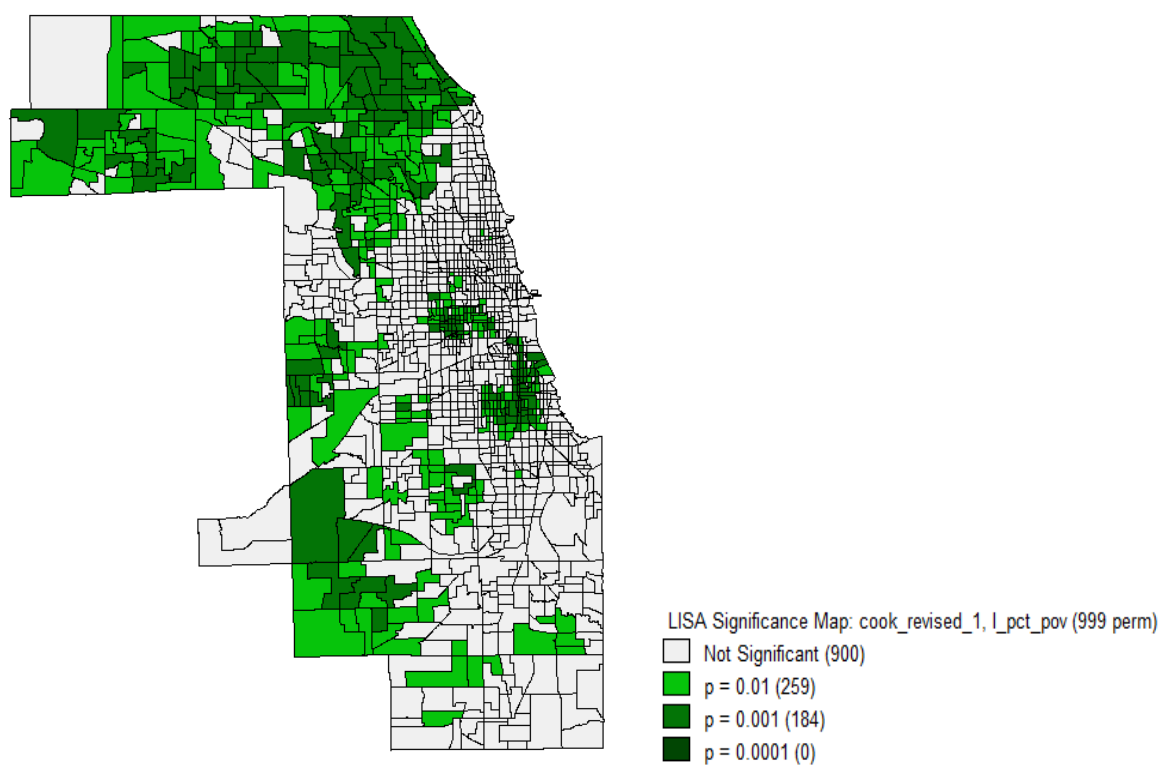 LISA Significance Map: cook_revised_1, I_pct_pov (999 perm)
Not Significant (900)
p = 0.01 (259)
p = 0.001 (184)
p = 0.0001 (0)